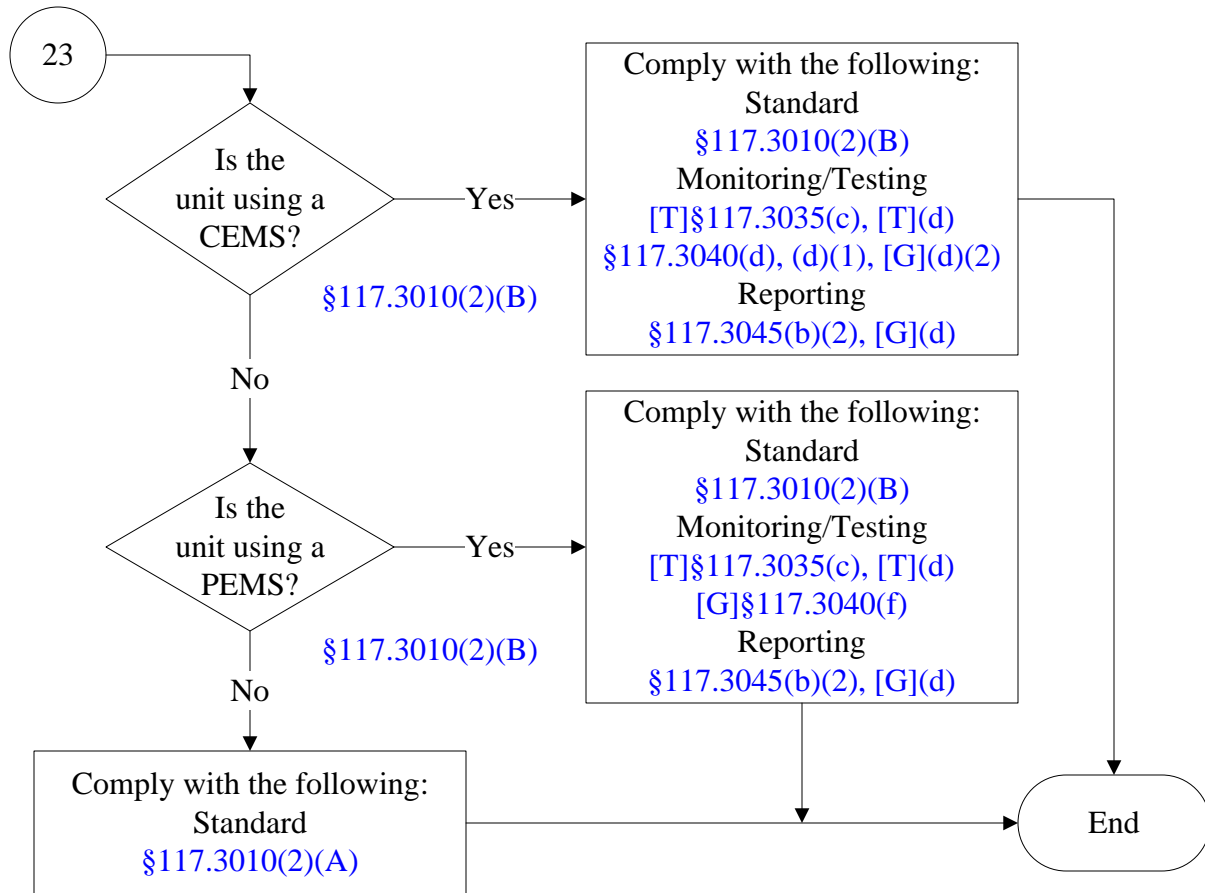 23
Is the
unit using a
CEMS?
Yes
§117.3010(2)(B)
Comply with the following:
Standard
§117.3010(2)(B)
Monitoring/Testing
[T]§117.3035(c), [T](d)
§117.3040(d), (d)(1), [G](d)(2)
Reporting
§117.3045(b)(2), [G](d)
No
Is the
unit using a
PEMS?
Yes
§117.3010(2)(B)
Comply with the following:
Standard
§117.3010(2)(B)
Monitoring/Testing
[T]§117.3035(c), [T](d)
[G]§117.3040(f)
Reporting
§117.3045(b)(2), [G](d)
No
Comply with the following:
Standard
§117.3010(2)(A)
End